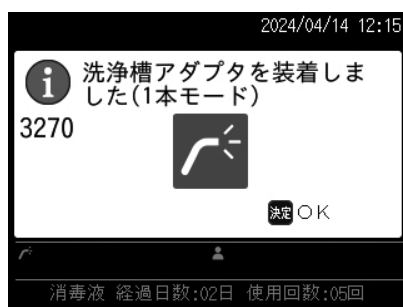 2024/04/14 12:15
洗浄槽アダプタを装着しま
した(1本モード)
3270
決定 OK
消毒液 経過日数:02日 使用回数:05回